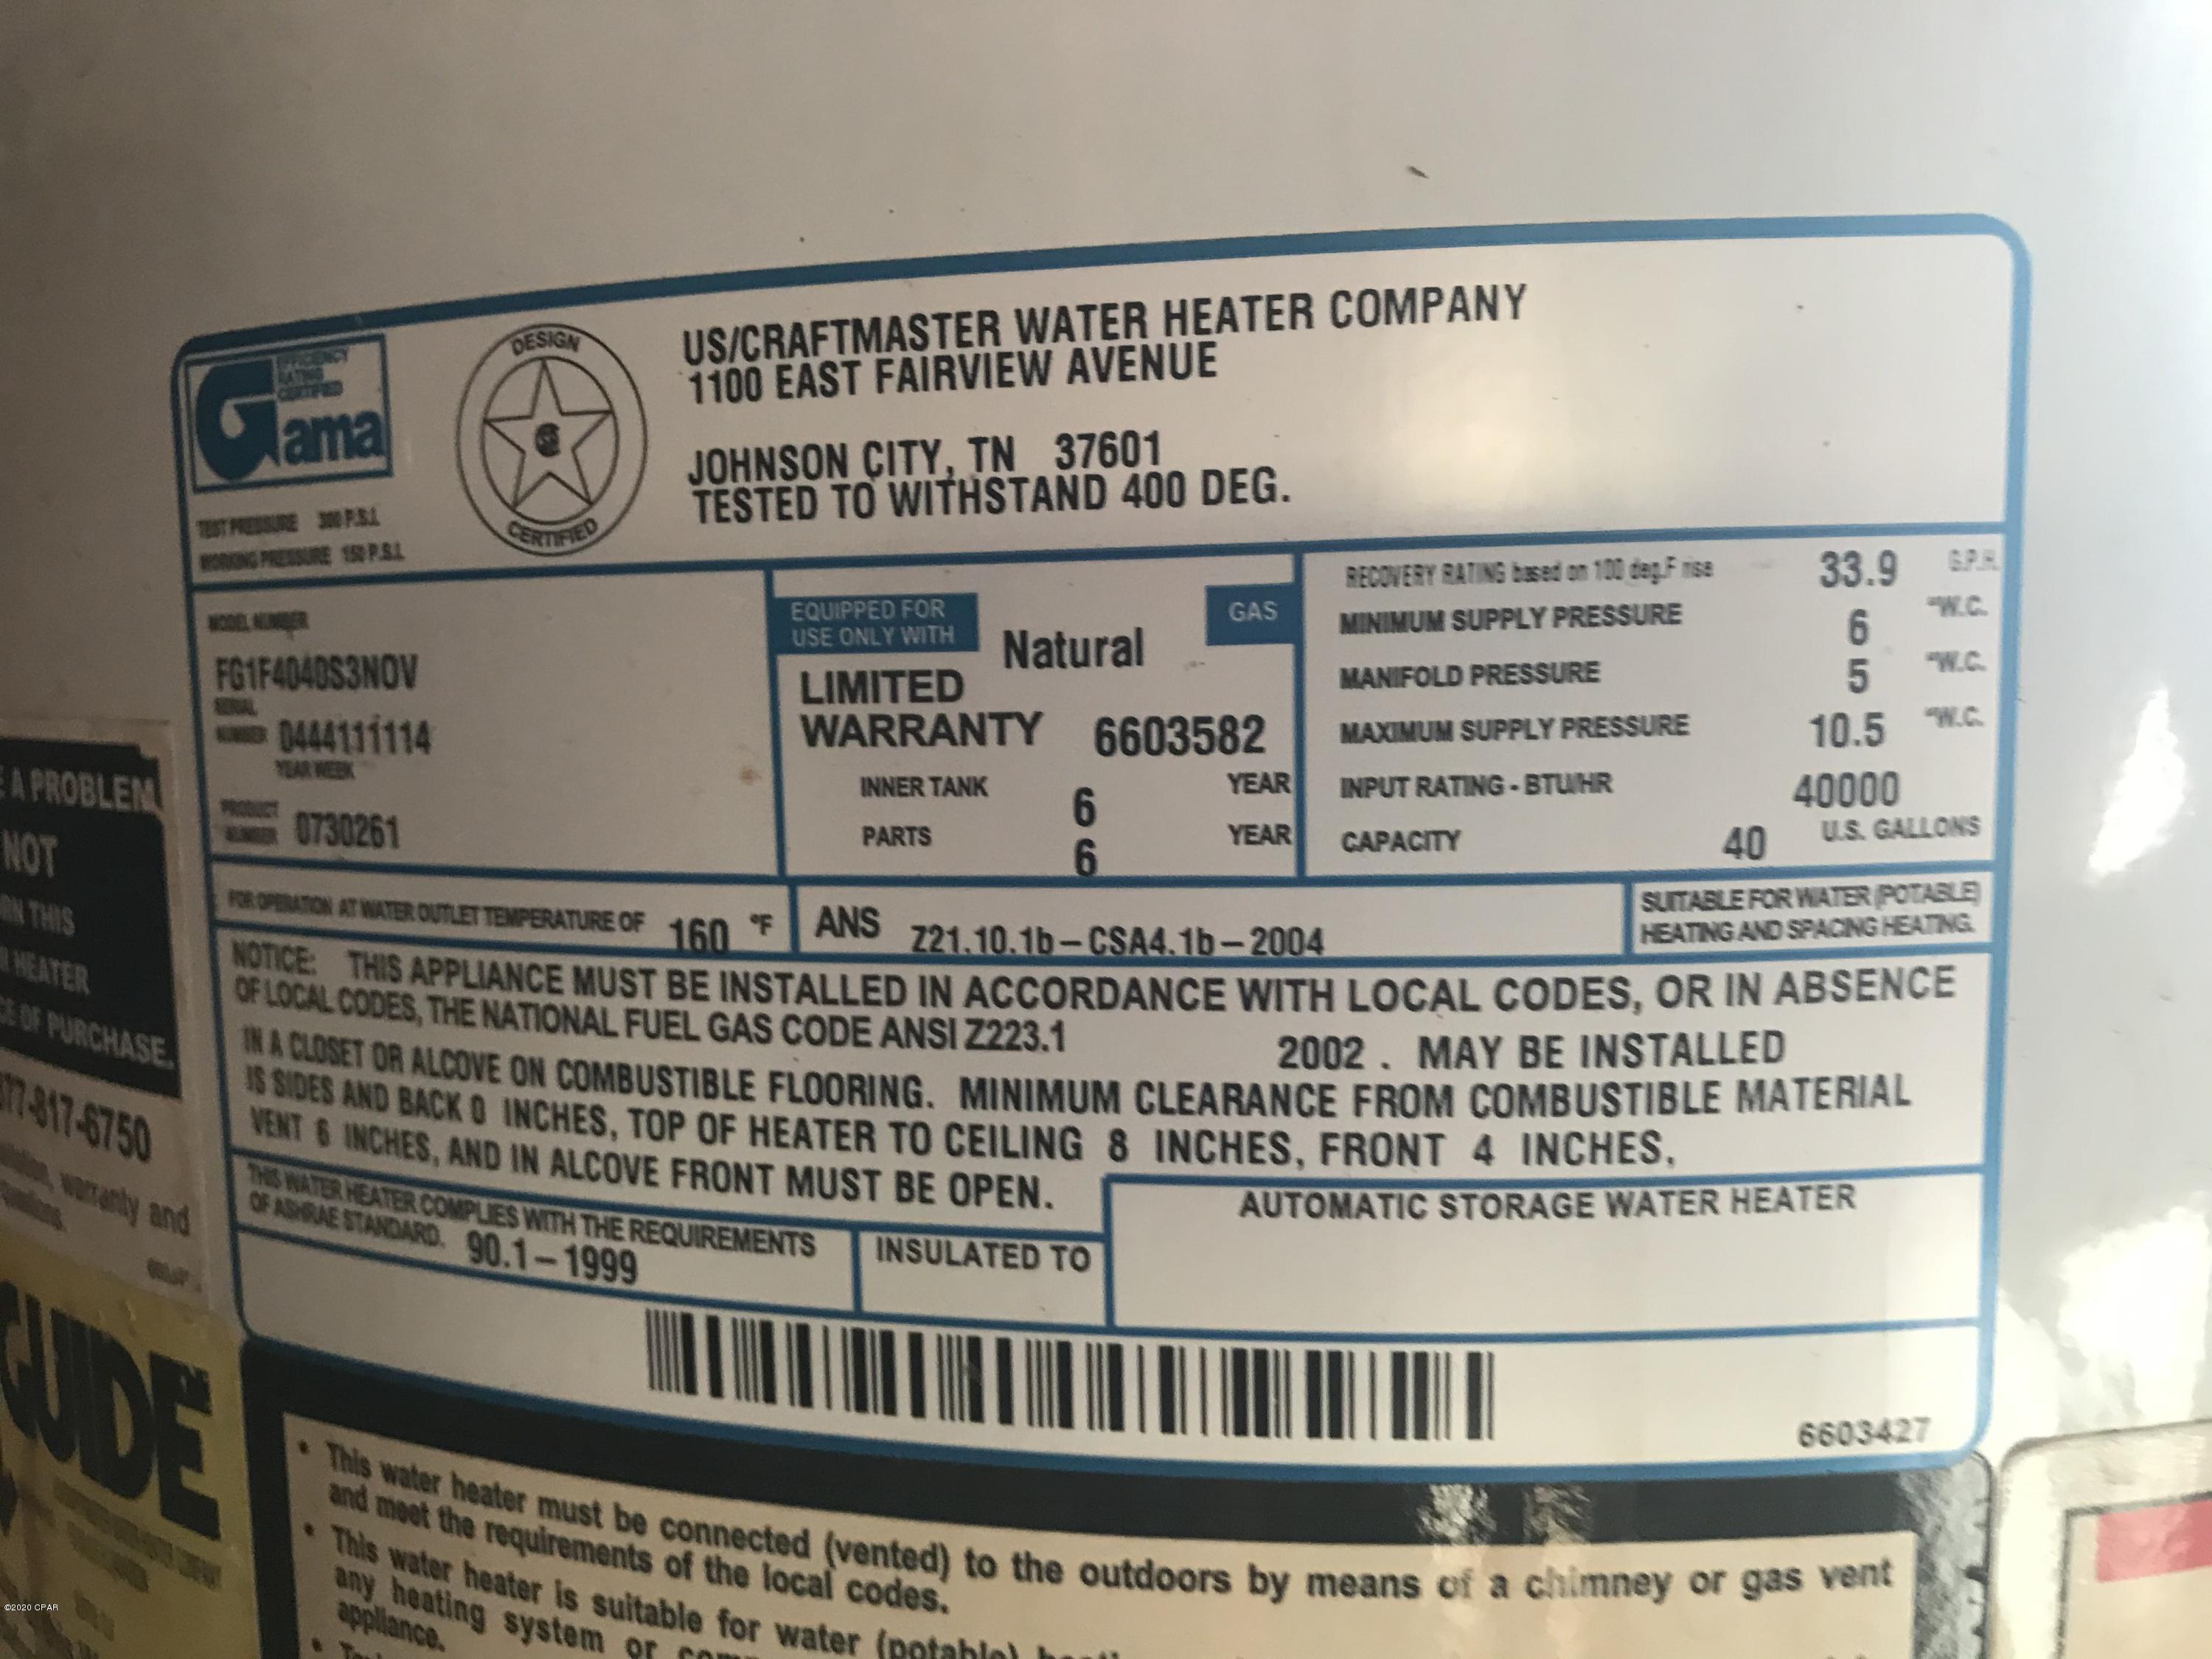 EFFICIENCY
RATING
CERTIFIED
Gama
DESIGN
CERTIFIED
US/CRAFTMASTER WATER HEATER COMPANY
1100 EAST FAIRVIEW AVENUE
JOHNSON CITY, TN 37601
TESTED TO WITHSTAND 400 DEG.
TEST PRESSURE 300 P.S.I.
WORKING PRESSURE 150 P.S.I.
MODEL NUMBER
FG1F4040S3NOV
SERIAL
NUMBER 0444111114
YEAR WEEK
PRODUCT
NUMBER 0730261
EQUIPPED FOR
USE ONLY WITH
Natural
GAS
LIMITED
WARRANTY 6603582
INNER TANK 6 YEAR
PARTS 6 YEAR
RECOVERY RATING based on 100 deg.F rise 33.9 G.P.H.
MINIMUM SUPPLY PRESSURE 6 "W.C.
MANIFOLD PRESSURE 5 "W.C.
MAXIMUM SUPPLY PRESSURE 10.5 "W.C.
INPUT RATING - BTU/HR 40000
CAPACITY 40 U.S. GALLONS
FOR OPERATION AT WATER OUTLET TEMPERATURE OF 160 °F
ANS Z21.10.1b-CSA4.1b-2004
SUITABLE FOR WATER (POTABLE)
HEATING AND SPACING HEATING.
NOTICE: THIS APPLIANCE MUST BE INSTALLED IN ACCORDANCE WITH LOCAL CODES, OR IN ABSENCE
OF LOCAL CODES, THE NATIONAL FUEL GAS CODE ANSI Z223.1 2002 . MAY BE INSTALLED
IN A CLOSET OR ALCOVE ON COMBUSTIBLE FLOORING. MINIMUM CLEARANCE FROM COMBUSTIBLE MATERIAL
IS SIDES AND BACK 0 INCHES, TOP OF HEATER TO CEILING 8 INCHES, FRONT 4 INCHES,
VENT 6 INCHES, AND IN ALCOVE FRONT MUST BE OPEN.
THIS WATER HEATER COMPLIES WITH THE REQUIREMENTS
OF ASHRAE STANDARD. 90.1-1999
INSULATED TO
AUTOMATIC STORAGE WATER HEATER
6603427
A PROBLEM
NOT
THIS
HEATER
OF PURCHASE.
77-817-6750
warranty and
GUIDE
• This water heater must be connected (vented) to the outdoors by means of a chimney or gas vent
and meet the requirements of the local codes.
• This water heater is suitable for water (potable)
any heating system or
appliance.
©2020 CPAR